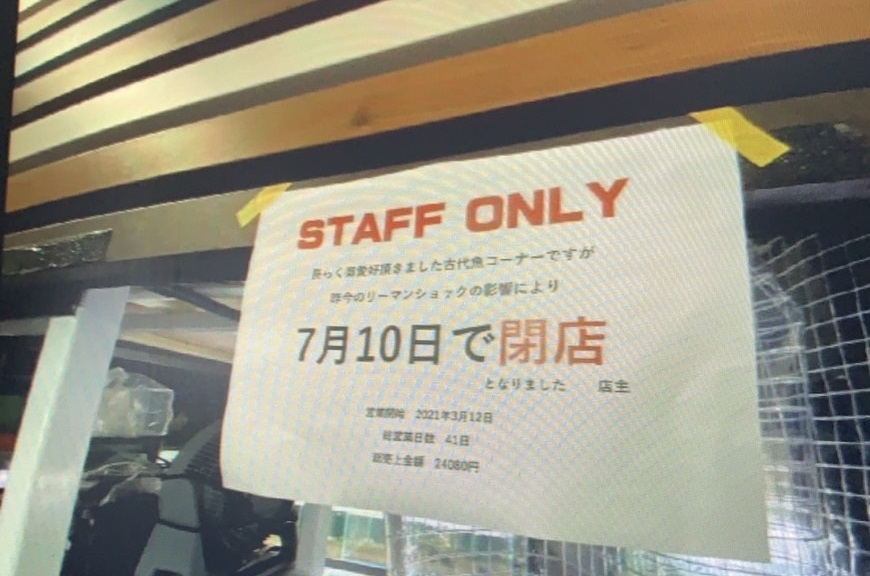 STAFF ONLY
長らく御愛好頂きました古代魚コーナーですが
昨今のリーマンショックの影響により
7月10日で閉店
となりました 店主
営業開始 2021年3月12日
総営業日数 41日
総売上金額 24080円